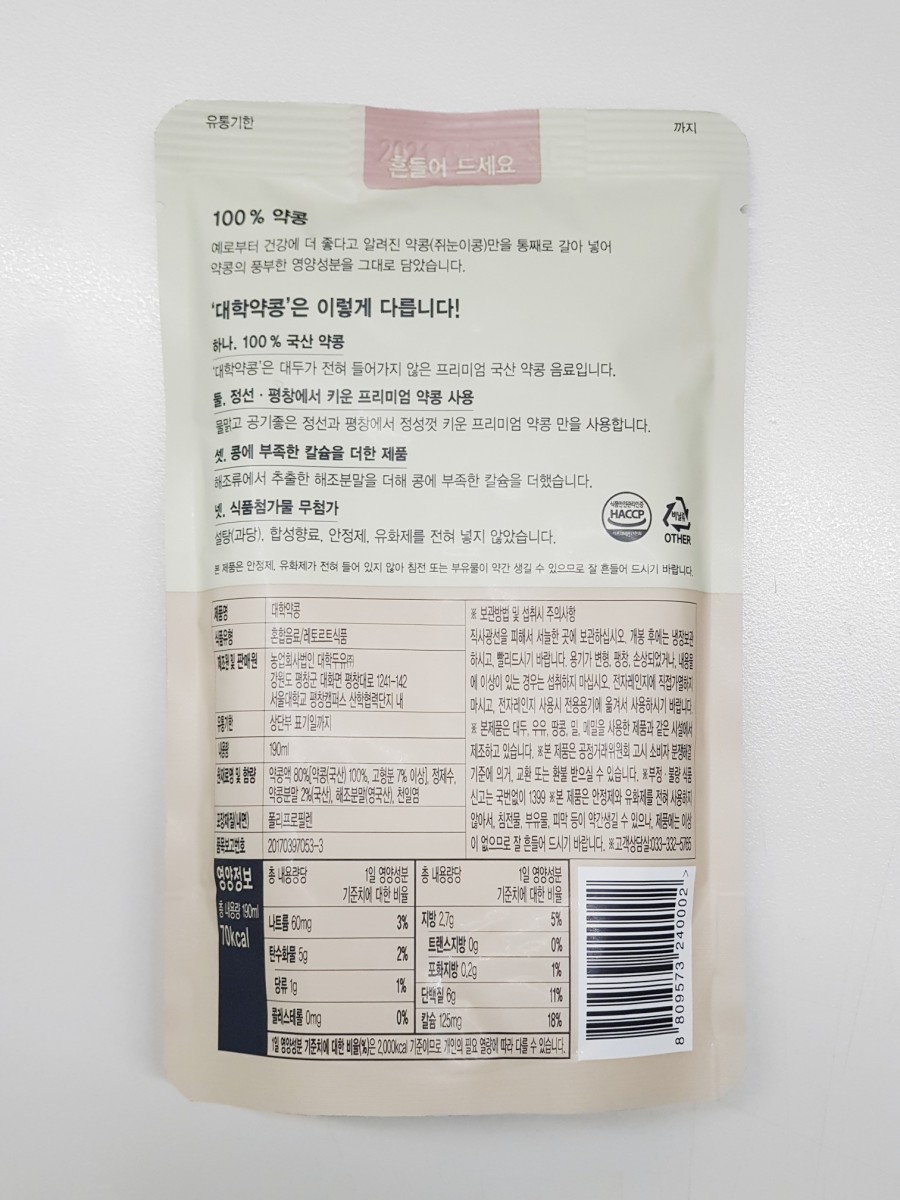 유통기한
까지
흔들어 드세요
100% 약콩
예로부터 건강에 더 좋다고 알려진 약콩(쥐눈이콩)만을 통째로 갈아 넣어
약콩의 풍부한 영양성분을 그대로 담았습니다.
'대학약콩'은 이렇게 다릅니다!
하나. 100% 국산 약콩
'대학약콩'은 대두가 전혀 들어가지 않은 프리미엄 국산 약콩 음료입니다.
둘. 정선·평창에서 키운 프리미엄 약콩 사용
물맑고 공기좋은 정선과 평창에서 정성껏 키운 프리미엄 약콩 만을 사용합니다.
셋. 콩에 부족한 칼슘을 더한 제품
해조류에서 추출한 해조분말을 더해 콩에 부족한 칼슘을 더했습니다.
넷. 식품첨가물 무첨가
설탕(과당), 합성향료, 안정제, 유화제를 전혀 넣지 않았습니다.
HACCP
비닐류
OTHER
본 제품은 안정제, 유화제가 전혀 들어 있지 않아 침전 또는 부유물이 약간 생길 수 있으므로 잘 흔들어 드시기 바랍니다.
제품명 대학약콩
식품유형 혼합음료/레토르트식품
제조원 및 판매원 농업회사법인 대학두유㈜
강원도 평창군 대화면 평창대로 1241-142
서울대학교 평창캠퍼스 산학협력단지 내
유통기한 상단부 표기일까지
내용량 190ml
원재료명 및 함량 약콩액 80%[약콩(국산) 100%, 고형분 7% 이상], 정제수,
약콩분말 2%(국산), 해조분말(영국산), 천일염
포장재질(내면) 폴리프로필렌
품목보고번호 20170397053-3
※ 보관방법 및 섭취시 주의사항
직사광선을 피해서 서늘한 곳에 보관하십시오. 개봉 후에는 냉장보관
하시고, 빨리드시기 바랍니다. 용기가 변형, 팽창, 손상되었거나, 내용물
에 이상이 있는 경우는 섭취하지 마십시오. 전자레인지에 직접가열하지
마시고, 전자레인지 사용시 전용용기에 옮겨서 사용하시기 바랍니다.
※ 본제품은 대두, 우유, 땅콩, 밀, 메밀을 사용한 제품과 같은 시설에서
제조하고 있습니다. ※본 제품은 공정거래위원회 고시 소비자 분쟁해결
기준에 의거, 교환 또는 환불 받으실 수 있습니다. ※부정·불량 식품
신고는 국번없이 1399 ※본 제품은 안정제와 유화제를 전혀 사용하지
않아서, 침전물, 부유물, 피막 등이 약간생길 수 있으나, 제품에는 이상
이 없으므로 잘 흔들어 드시기 바랍니다. ※고객상담실:033-332-5765
영양정보
총 내용량 190ml
70kcal
총 내용량당 1일 영양성분
기준치에 대한 비율
나트륨 60mg 3%
탄수화물 5g 2%
당류 1g 1%
콜레스테롤 0mg 0%
총 내용량당 1일 영양성분
기준치에 대한 비율
지방 2.7g 5%
트랜스지방 0g 0%
포화지방 0.2g 1%
단백질 6g 11%
칼슘 125mg 18%
1일 영양성분 기준치에 대한 비율(%)은 2,000kcal 기준이므로 개인의 필요 열량에 따라 다를 수 있습니다.
8 809573 240002 >